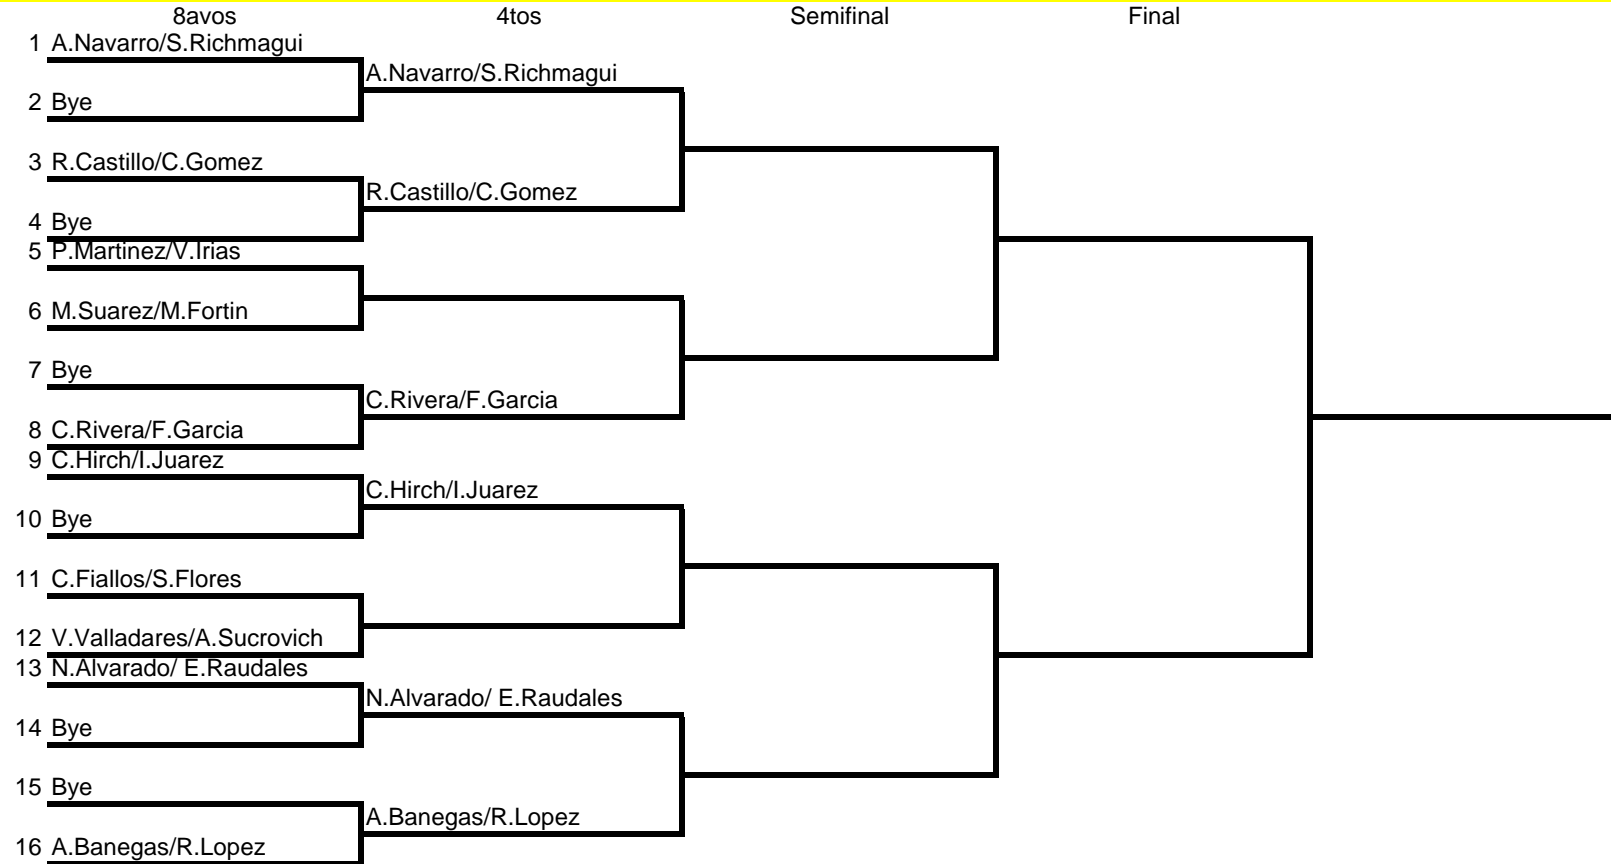 8avos 4tos Semifinal Final
1 A.Navarro/S.Richmagui
A.Navarro/S.Richmagui
2 Bye
3 R.Castillo/C.Gomez
R.Castillo/C.Gomez
4 Bye
5 P.Martinez/V.Irias
6 M.Suarez/M.Fortin
7 Bye
C.Rivera/F.Garcia
8 C.Rivera/F.Garcia
9 C.Hirch/I.Juarez
C.Hirch/I.Juarez
10 Bye
11 C.Fiallos/S.Flores
12 V.Valladares/A.Sucrovich
13 N.Alvarado/ E.Raudales
N.Alvarado/ E.Raudales
14 Bye
15 Bye
A.Banegas/R.Lopez
16 A.Banegas/R.Lopez